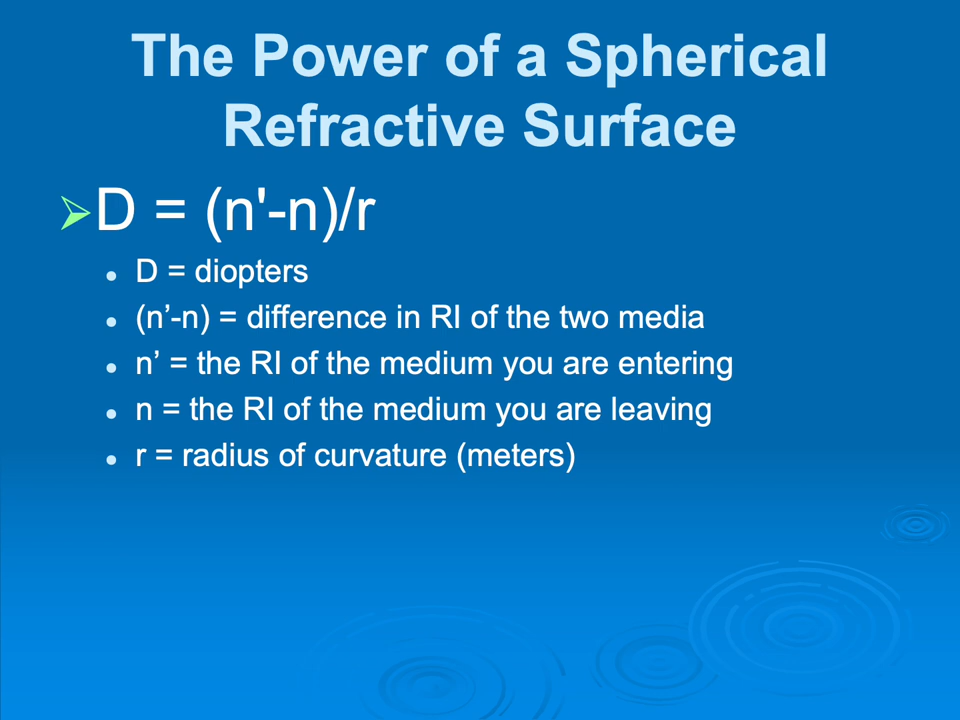 The Power of a Spherical
Refractive Surface
D = (n'-n)/r
D = diopters
(n’-n) = difference in RI of the two media
n’ = the RI of the medium you are entering
n = the RI of the medium you are leaving
r = radius of curvature (meters)